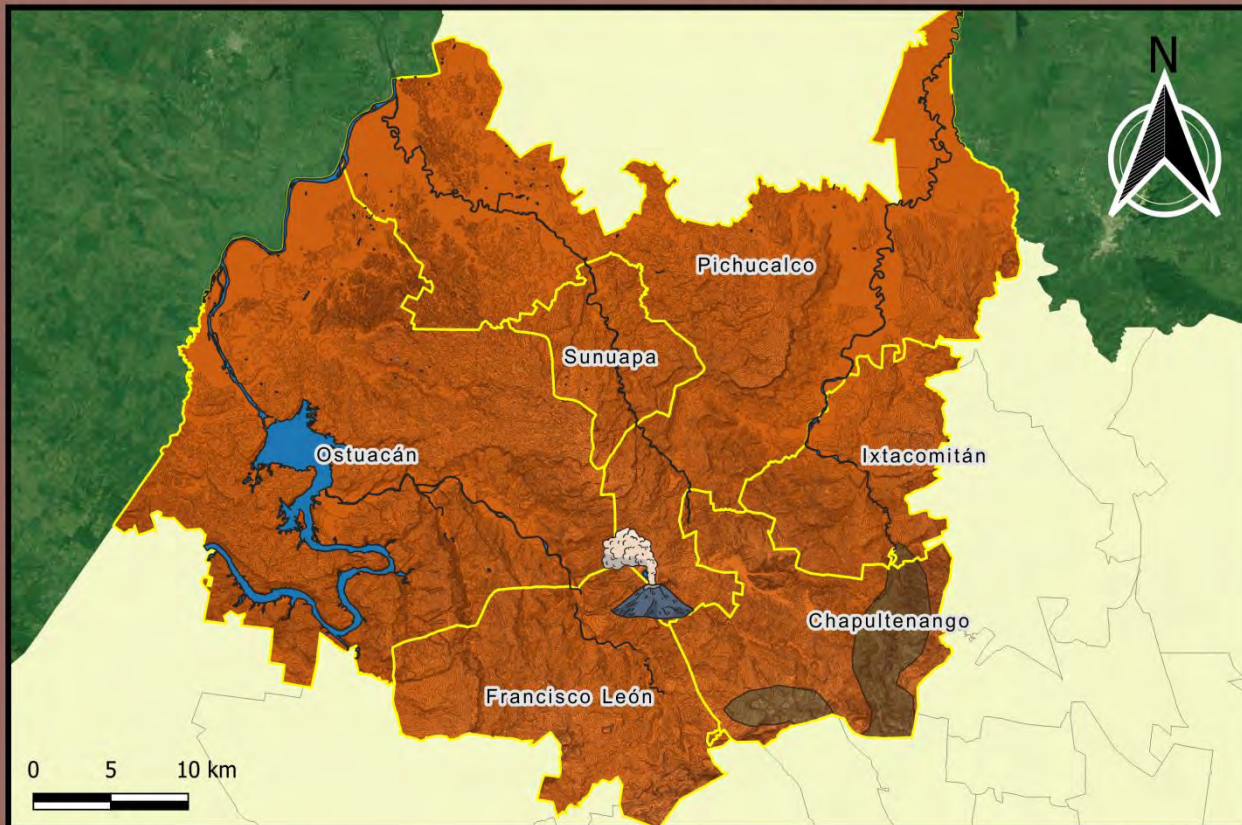 N
Pichucalco
Sunuapa
Ostuacán
Ixtacomitán
Chapultenango
Francisco León
0 5 10 km